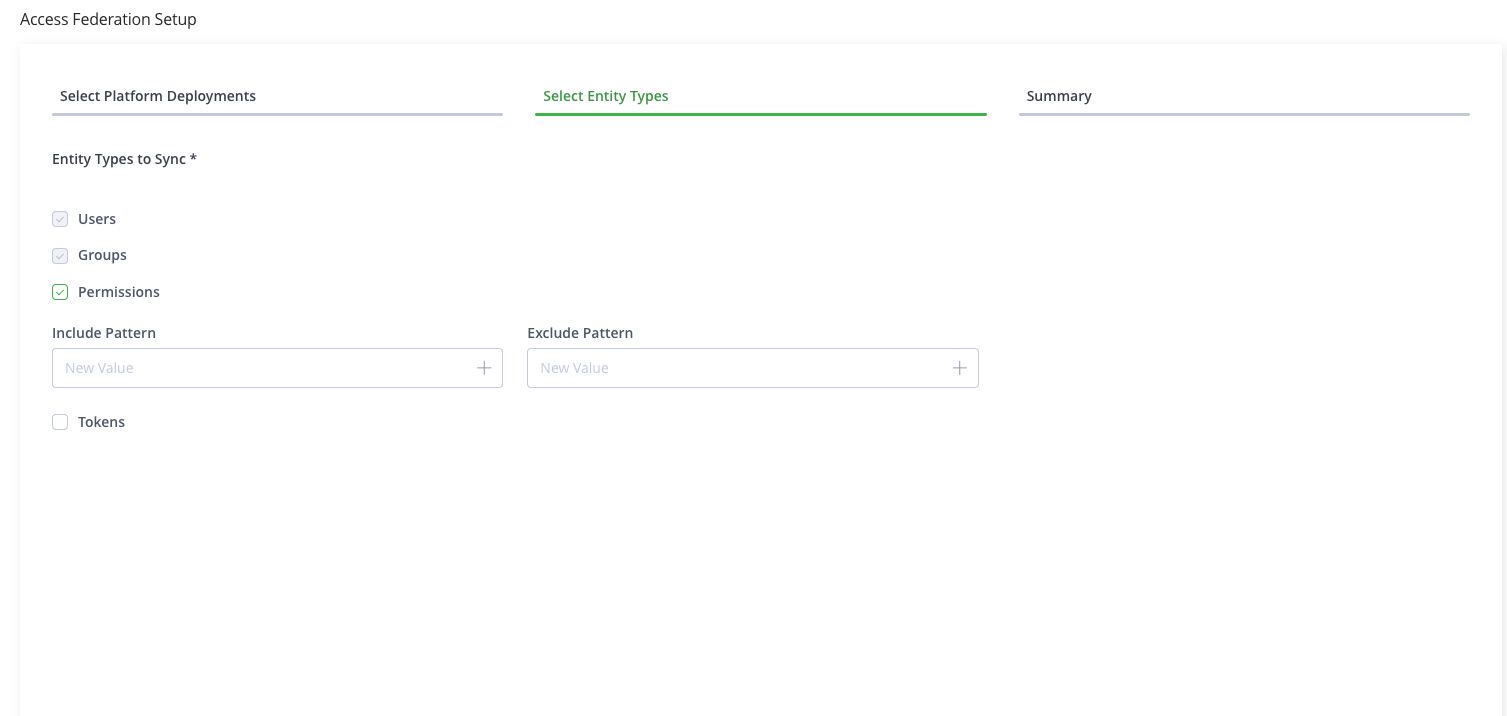 Access Federation Setup
Select Platform Deployments
Select Entity Types
Summary
Entity Types to Sync *
Users
Groups
Permissions
Include Pattern
Exclude Pattern
New Value
New Value
Tokens